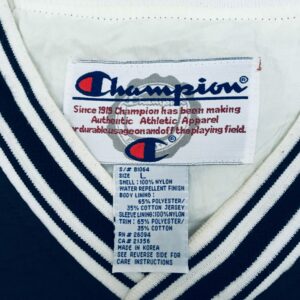 Champion
Since 1919 Champion has been making
Authentic Athletic Apparel
for durable usage on and off the playing field.
S/# B1064
SIZE L
SHELL: 100% NYLON
WATER REPELLENT FINISH
BODY LINING:
65% POLYESTER/
35% COTTON JERSEY
SLEEVE LINING: 100% NYLON
TRIM: 65% POLYESTER/
35% COTTON
RN# 26094
CA# 21356
MADE IN KOREA
SEE REVERSE SIDE FOR
CARE INSTRUCTIONS